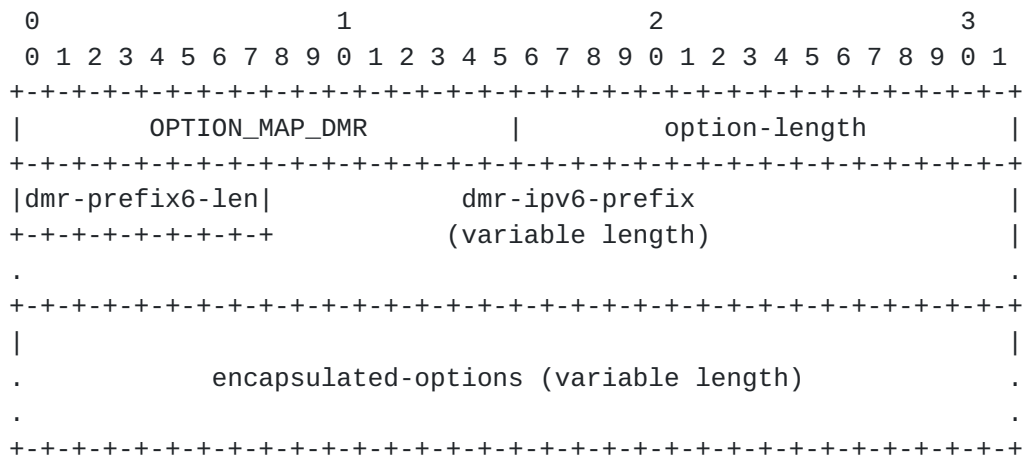 0                   1                   2                   3
 0 1 2 3 4 5 6 7 8 9 0 1 2 3 4 5 6 7 8 9 0 1 2 3 4 5 6 7 8 9 0 1
+-+-+-+-+-+-+-+-+-+-+-+-+-+-+-+-+-+-+-+-+-+-+-+-+-+-+-+-+-+-+-+-+
|        OPTION_MAP_DMR         |         option-length         |
+-+-+-+-+-+-+-+-+-+-+-+-+-+-+-+-+-+-+-+-+-+-+-+-+-+-+-+-+-+-+-+-+
|dmr-prefix6-len|            dmr-ipv6-prefix                    |
+-+-+-+-+-+-+-+-+           (variable length)                   |
.                                                               .
+-+-+-+-+-+-+-+-+-+-+-+-+-+-+-+-+-+-+-+-+-+-+-+-+-+-+-+-+-+-+-+-+
|                                                               |
.            encapsulated-options (variable length)             .
.                                                               .
+-+-+-+-+-+-+-+-+-+-+-+-+-+-+-+-+-+-+-+-+-+-+-+-+-+-+-+-+-+-+-+-+